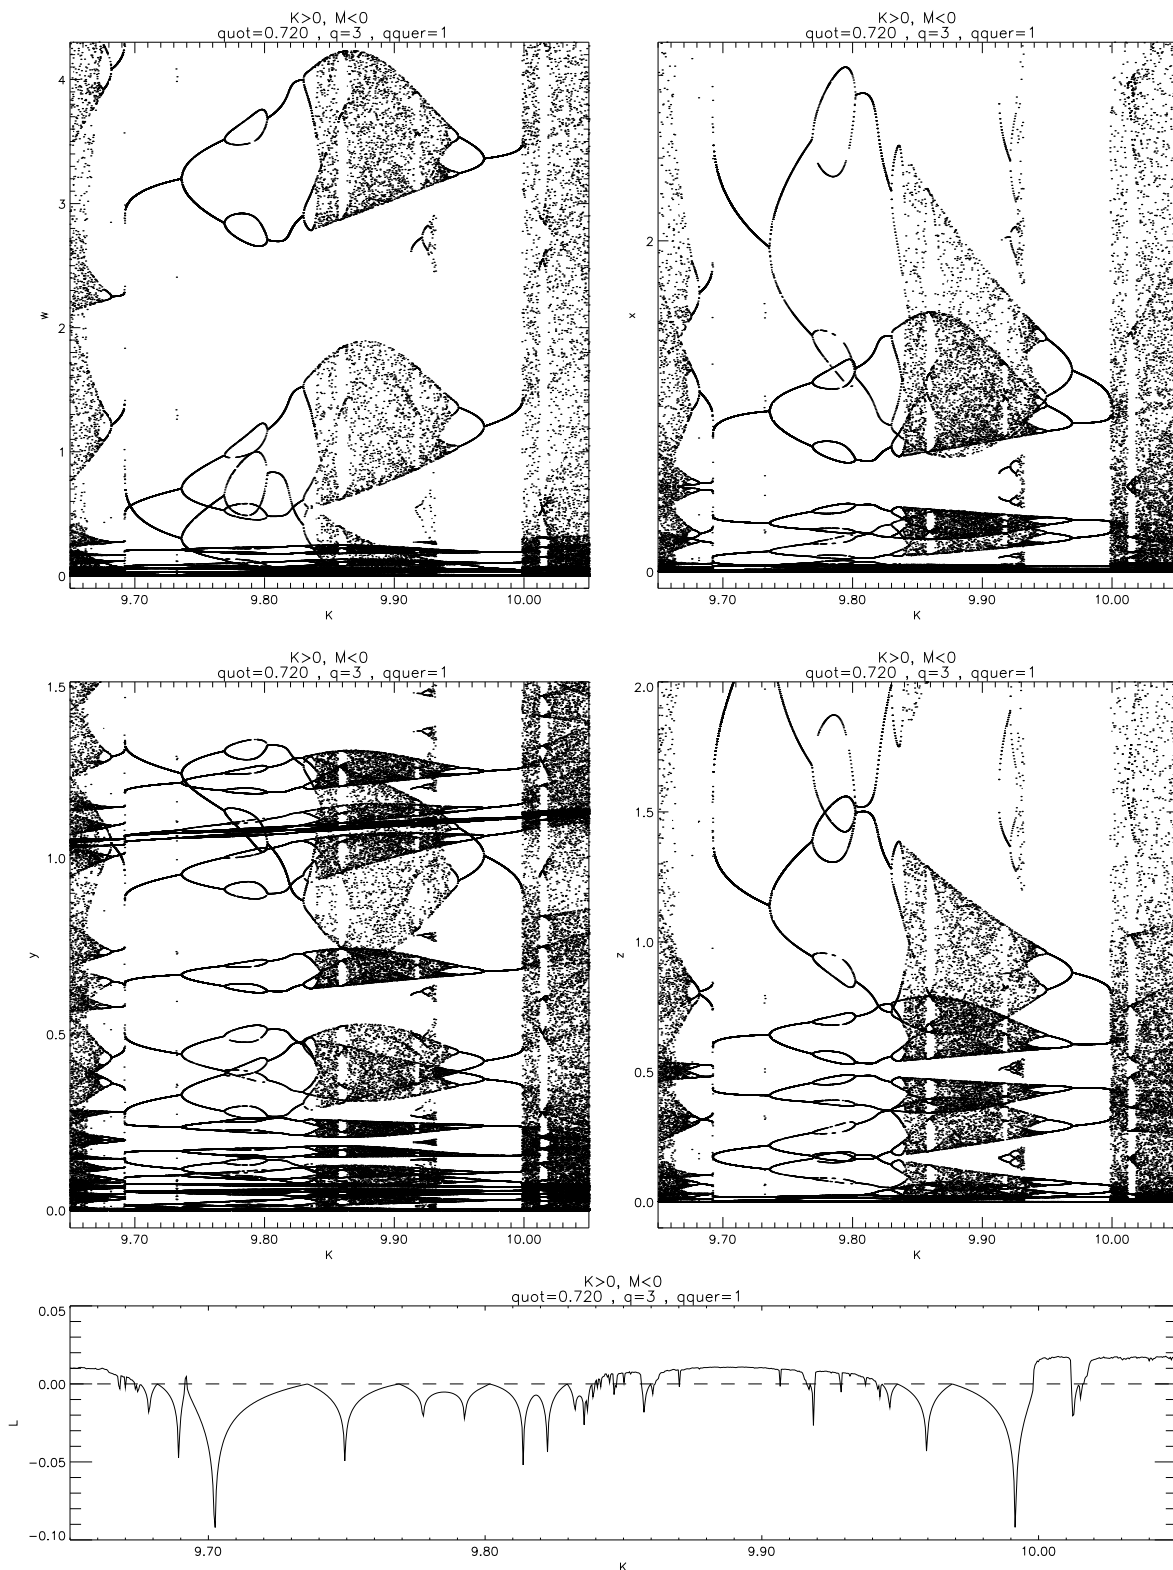 K>0, M<0
quot=0.720 , q=3 , qquer=1
4
3
2
1
0
w
9.70 9.80 9.90 10.00
K
K>0, M<0
quot=0.720 , q=3 , qquer=1
2
1
0
x
9.70 9.80 9.90 10.00
K
K>0, M<0
quot=0.720 , q=3 , qquer=1
1.5
1.0
0.5
0.0
y
9.70 9.80 9.90 10.00
K
K>0, M<0
quot=0.720 , q=3 , qquer=1
2.0
1.5
1.0
0.5
0.0
z
9.70 9.80 9.90 10.00
K
K>0, M<0
quot=0.720 , q=3 , qquer=1
0.05
0.00
−0.05
−0.10
L
9.70 9.80 9.90 10.00
K